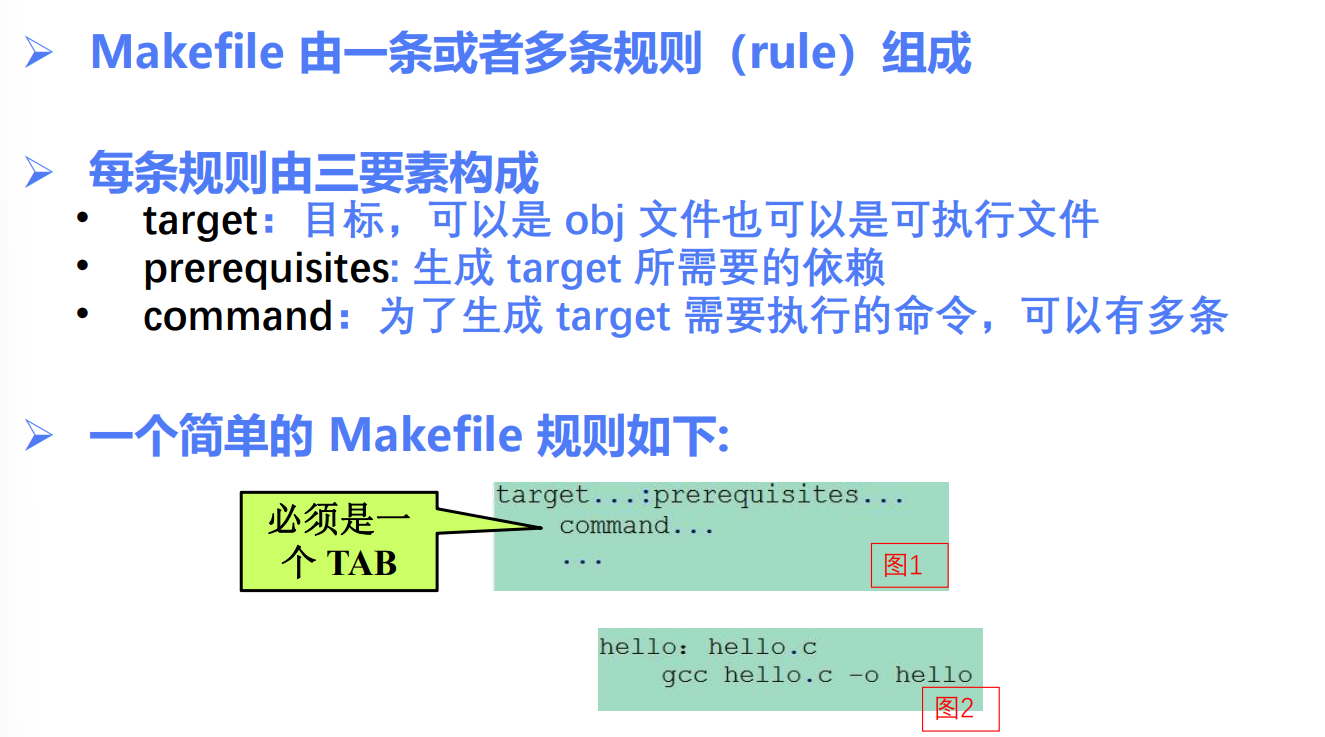 ➢ Makefile 由一条或者多条规则（rule）组成
➢ 每条规则由三要素构成
• target：目标，可以是 obj 文件也可以是可执行文件
• prerequisites: 生成 target 所需要的依赖
• command：为了生成 target 需要执行的命令，可以有多条
➢ 一个简单的 Makefile 规则如下:
必须是一
个 TAB
target...:prerequisites...
command...
...
图1
hello: hello.c
gcc hello.c -o hello
图2